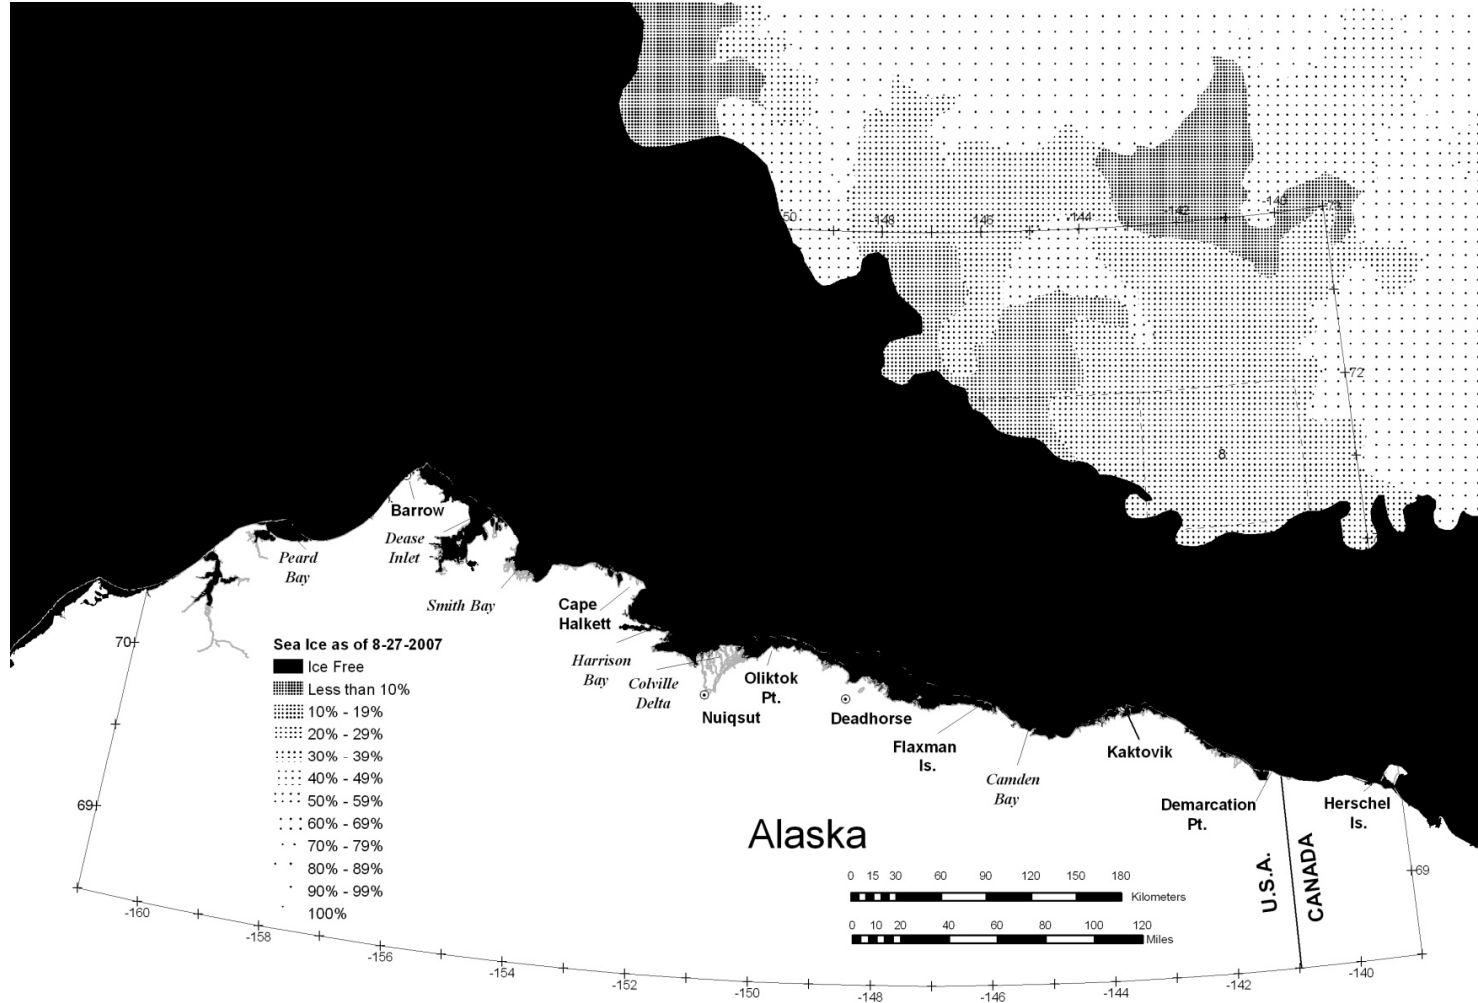 50
-148
146
-144
-142
-140
73
72
8
Barrow
Dease
Inlet
Peard
Bay
Smith Bay
Cape
Halkett
Harrison
Bay
Colville
Delta
Nuiqsut
Oliktok
Pt.
Deadhorse
Flaxman
Is.
Camden
Bay
Kaktovik
Demarcation
Pt.
Herschel
Is.
70
69
Sea Ice as of 8-27-2007
Ice Free
Less than 10%
10% - 19%
20% - 29%
30% - 39%
40% - 49%
50% - 59%
60% - 69%
70% - 79%
80% - 89%
90% - 99%
100%
Alaska
U.S.A.
CANADA
69
0 15 30 60 90 120 150 180
Kilometers
0 10 20 40 60 80 100 120
Miles
-160
-158
-156
-154
-152
-150
-148
-146
-144
-142
-140